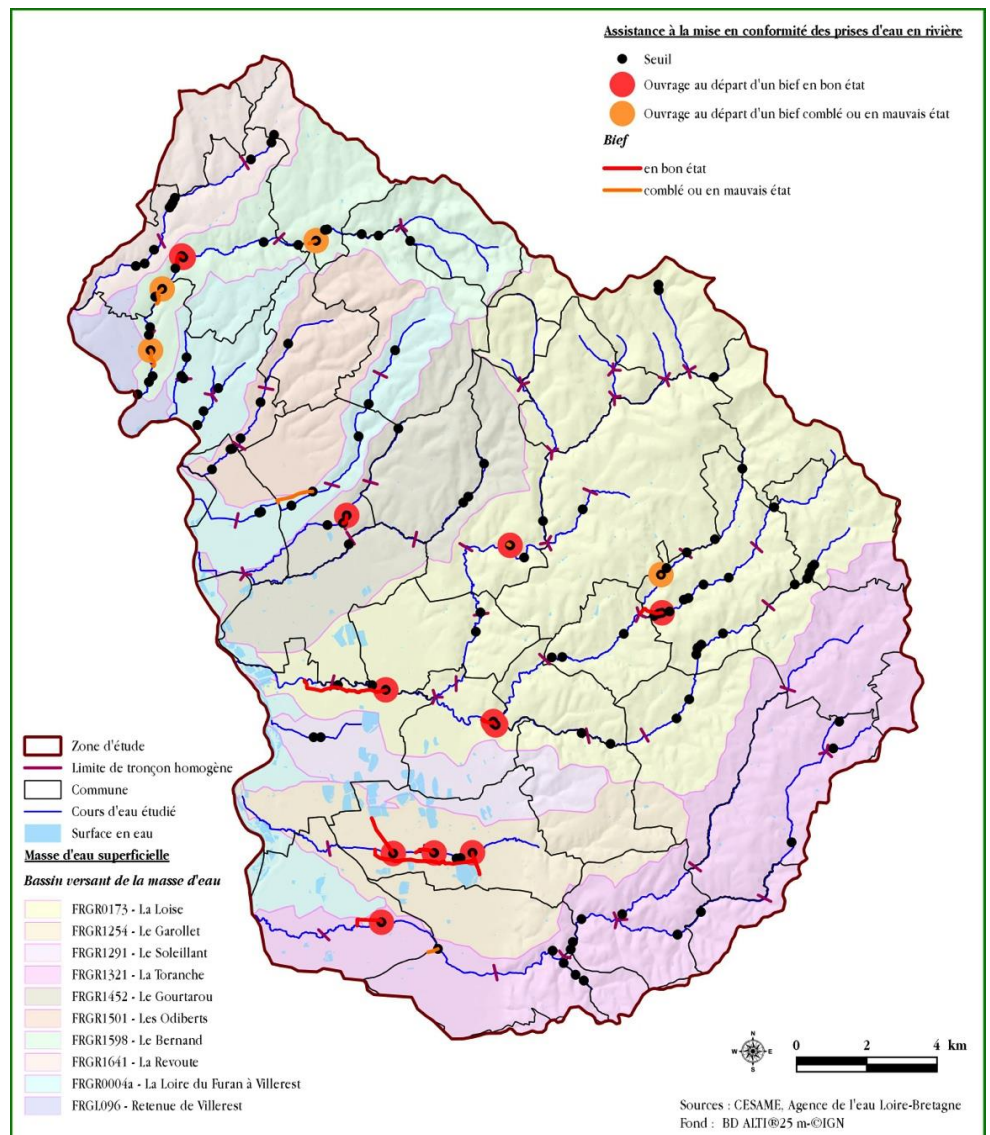 Assistance à la mise en conformité des prises d'eau en rivière
Seuil
Ouvrage au départ d'un bief en bon état
Ouvrage au départ d'un bief comblé ou en mauvais état
Bief
en bon état
comblé ou en mauvais état
Zone d'étude
Limite de tronçon homogène
Commune
Cours d'eau étudié
Surface en eau
Masse d'eau superficielle
Bassin versant de la masse d'eau
FRGR0173 - La Loise
FRGR1254 - Le Garollet
FRGR1291 - Le Soleillant
FRGR1321 - La Toranche
FRGR1452 - Le Gourtarou
FRGR1501 - Les Odiberts
FRGR1598 - Le Bernand
FRGR1641 - La Revoute
FRGR0004a - La Loire du Furan à Villerest
FRGL096 - Retenue de Villerest
N
W E
S
0 2 4 km
Sources : CESAME, Agence de l'eau Loire-Bretagne
Fond : BD ALTI®25 m-©IGN